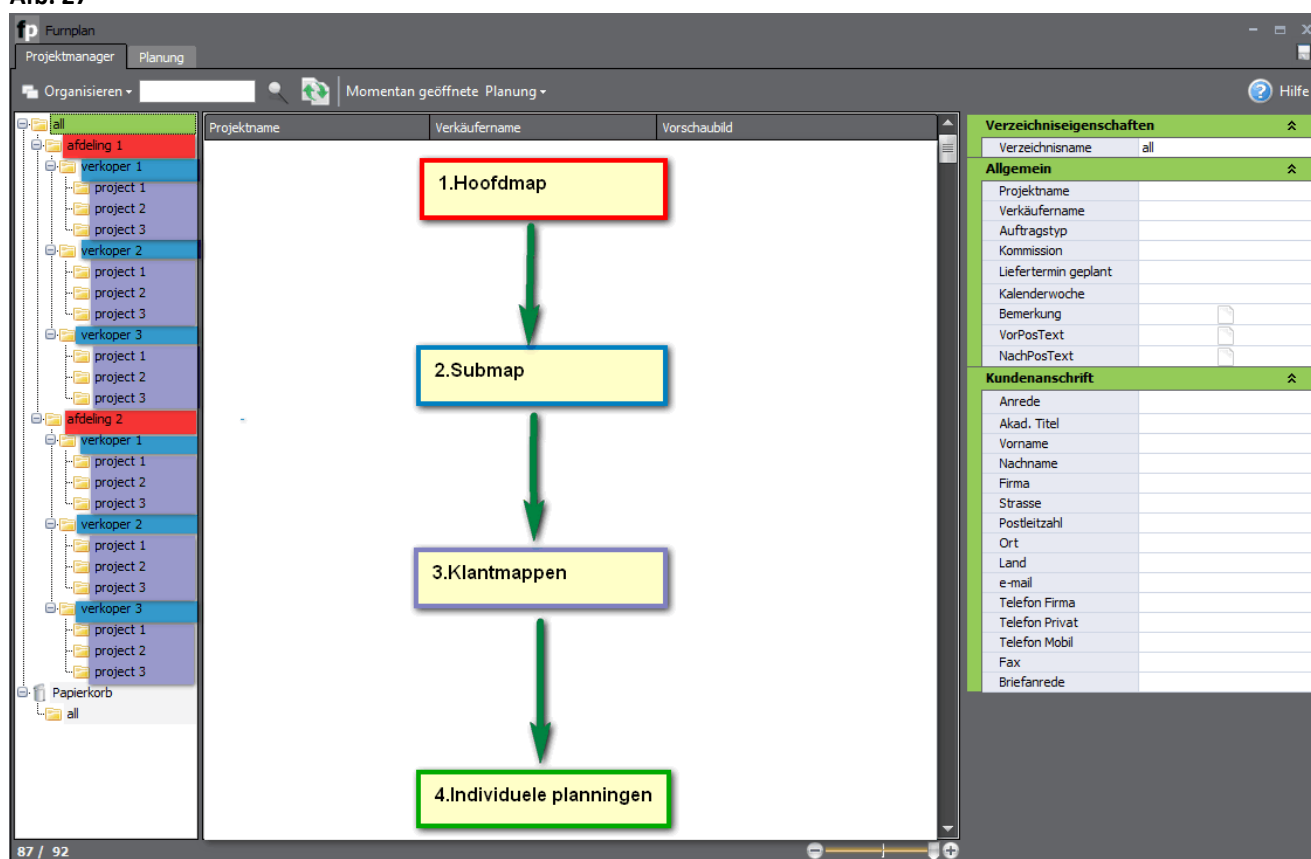 Afb. 27
fp Furnplan
Projektmanager Planung
Organisieren Momentan geöffnete Planung Hilfe
all
afdeling 1
verkoper 1
project 1
project 2
project 3
verkoper 2
project 1
project 2
project 3
verkoper 3
project 1
project 2
project 3
afdeling 2
verkoper 1
project 1
project 2
project 3
verkoper 2
project 1
project 2
project 3
verkoper 3
project 1
project 2
project 3
Papierkorb
all
Projektname Verkäufername Vorschaubild
1.Hoofdmap
2.Submap
3.Klantmappen
4.Individuele planningen
Verzeichniseigenschaften
Verzeichnisname all
Allgemein
Projektname
Verkäufername
Auftragstyp
Kommission
Liefertermin geplant
Kalenderwoche
Bemerkung
VorPosText
NachPosText
Kundenanschrift
Anrede
Akad. Titel
Vorname
Nachname
Firma
Strasse
Postleitzahl
Ort
Land
e-mail
Telefon Firma
Telefon Privat
Telefon Mobil
Fax
Briefanrede
87 / 92